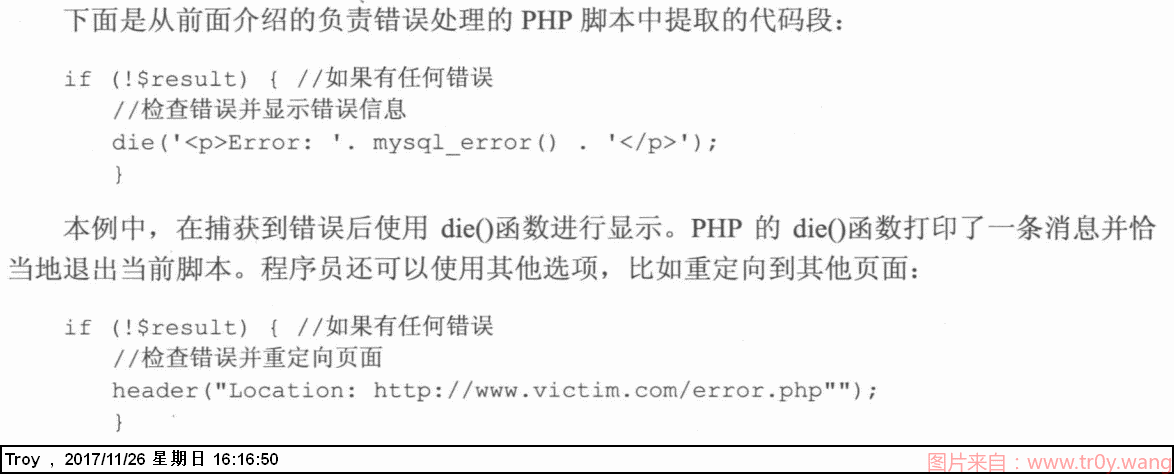 下面是从前面介绍的负责错误处理的 PHP 脚本中提取的代码段：
if (!$result) { //如果有任何错误
//检查错误并显示错误信息
die('<p>Error: '. mysql_error() . '</p>');
}
本例中，在捕获到错误后使用 die()函数进行显示。PHP 的 die()函数打印了一条消息并恰
当地退出当前脚本。程序员还可以使用其他选项，比如重定向到其他页面：
if (!$result) { //如果有任何错误
//检查错误并重定向页面
header("Location: http://www.victim.com/error.php"");
}
Troy , 2017/11/26 星期日 16:16:50
图片来自：www.tr0y.wang